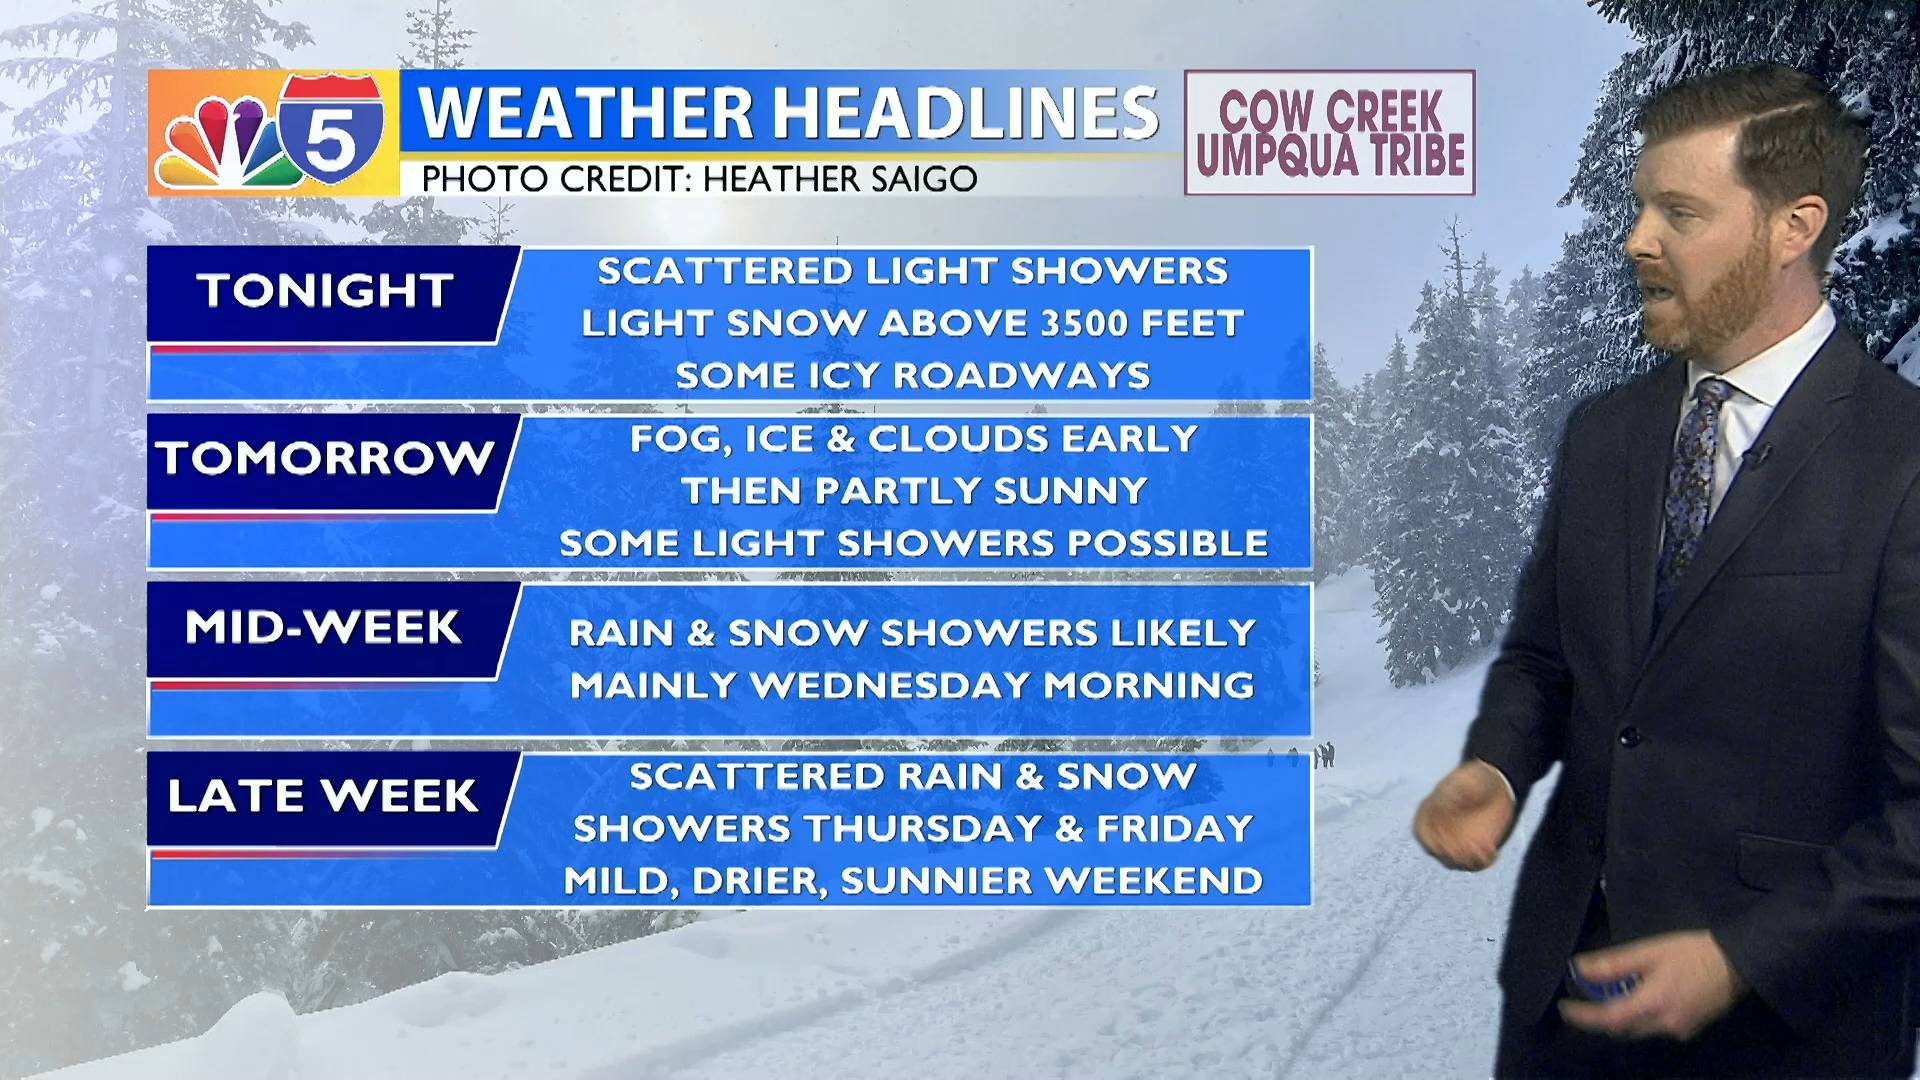 5
WEATHER HEADLINES
PHOTO CREDIT: HEATHER SAIGO
COW CREEK
UMPQUA TRIBE
TONIGHT
SCATTERED LIGHT SHOWERS
LIGHT SNOW ABOVE 3500 FEET
SOME ICY ROADWAYS
TOMORROW
FOG, ICE & CLOUDS EARLY
THEN PARTLY SUNNY
SOME LIGHT SHOWERS POSSIBLE
MID-WEEK
RAIN & SNOW SHOWERS LIKELY
MAINLY WEDNESDAY MORNING
LATE WEEK
SCATTERED RAIN & SNOW
SHOWERS THURSDAY & FRIDAY
MILD, DRIER, SUNNIER WEEKEND